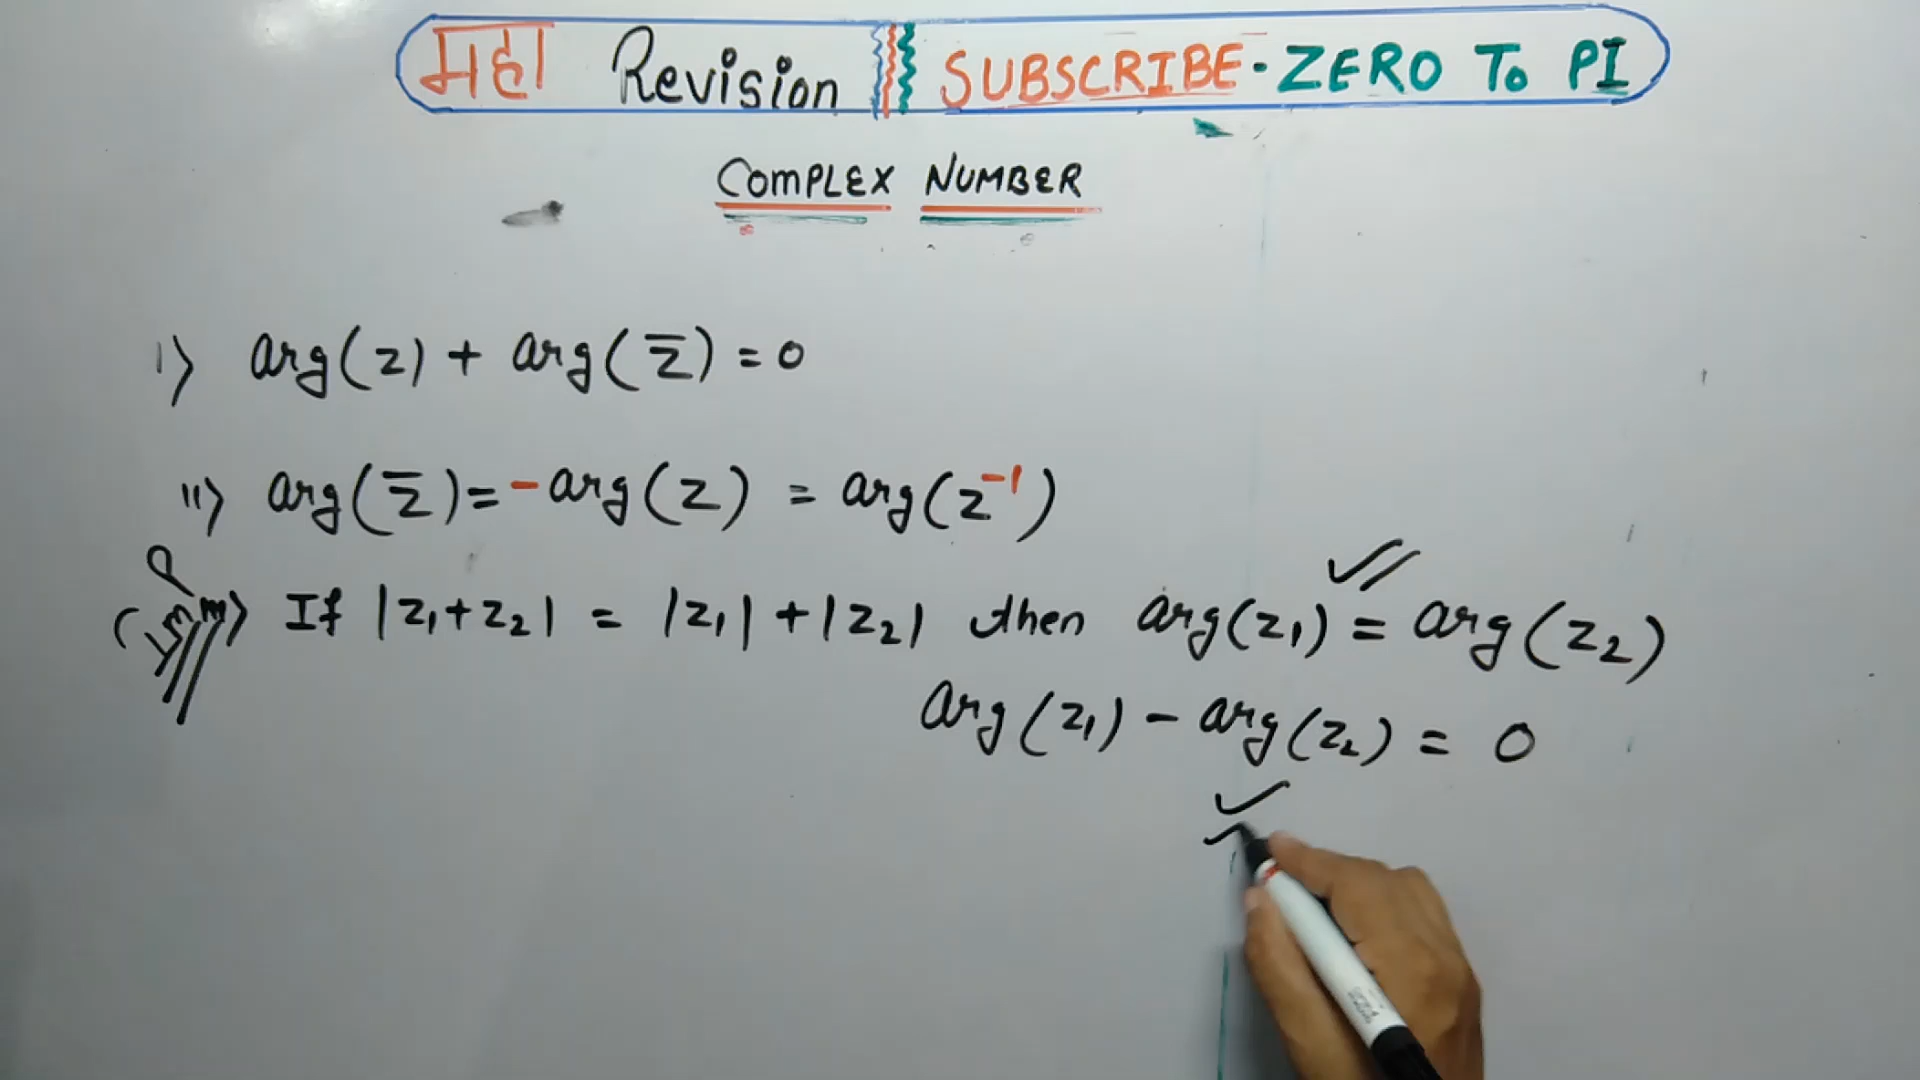 महा Revision SUBSCRIBE - ZERO TO PI
COMPLEX NUMBER
i) arg(z) + arg(z̅) = 0
ii) arg(z̅) = -arg(z) = arg(z⁻¹)
If |z₁+z₂| = |z₁| + |z₂| then arg(z₁) = arg(z₂)
arg(z₁) - arg(z₂) = 0